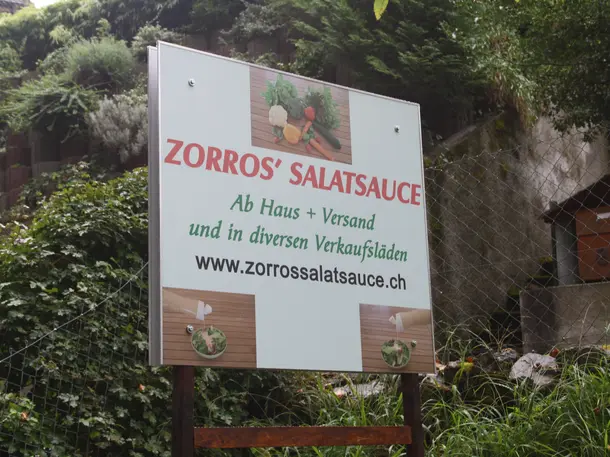 ZORROS' SALATSAUCE
Ab Haus + Versand
und in diversen Verkaufsläden
www.zorrossalatsauce.ch